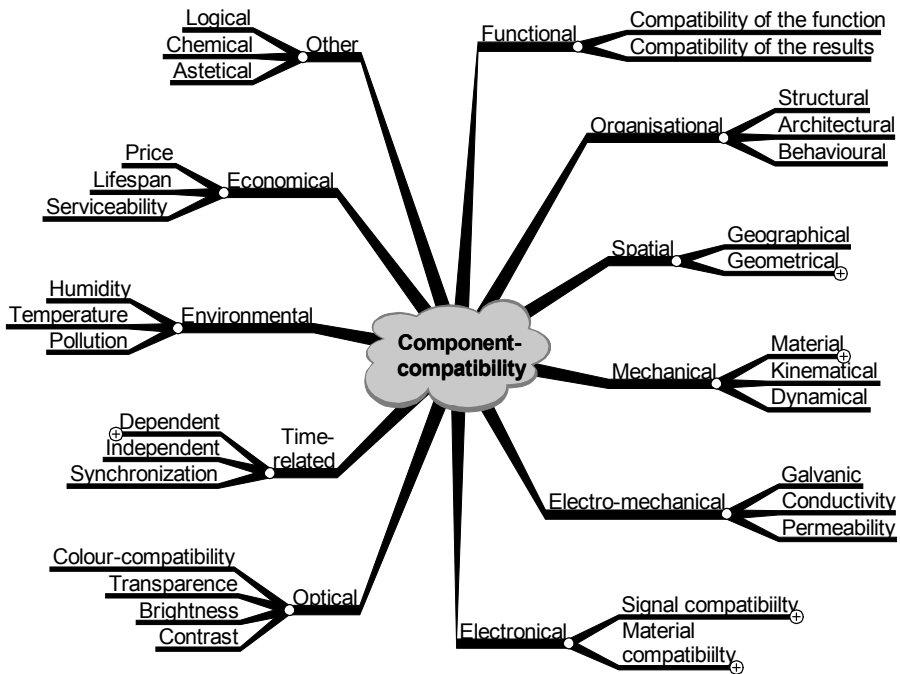 Component-
compatibility
Functional
Compatibility of the function
Compatibility of the results
Organisational
Structural
Architectural
Behavioural
Spatial
Geographical
Geometrical
Mechanical
Material
Kinematical
Dynamical
Electro-mechanical
Galvanic
Conductivity
Permeability
Electronical
Signal compatibiilty
Material
compatibiilty
Optical
Colour-compatibility
Transparence
Brightness
Contrast
Time-
related
Dependent
Independent
Synchronization
Environmental
Humidity
Temperature
Pollution
Economical
Price
Lifespan
Serviceability
Other
Logical
Chemical
Astetical